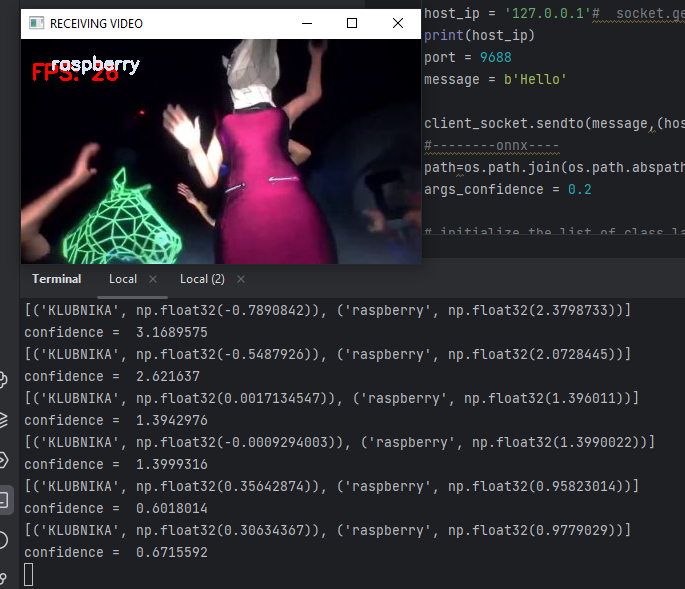 RECEIVING VIDEO
raspberry
FPS: 26
host_ip = '127.0.0.1'# socket.ge
print(host_ip)
port = 9688
message = b'Hello'
client_socket.sendto(message,(hos
#--------onnx----
path=os.path.join(os.path.abspath
args_confidence = 0.2
# initialize the list of class la
Terminal Local × Local (2) ×
[('KLUBNIKA', np.float32(-0.7890842)), ('raspberry', np.float32(2.3798733))]
confidence =  3.1689575
[('KLUBNIKA', np.float32(-0.5487926)), ('raspberry', np.float32(2.0728445))]
confidence =  2.621637
[('KLUBNIKA', np.float32(0.0017134547)), ('raspberry', np.float32(1.396011))]
confidence =  1.3942976
[('KLUBNIKA', np.float32(-0.0009294003)), ('raspberry', np.float32(1.3990022))]
confidence =  1.3999316
[('KLUBNIKA', np.float32(0.35642874)), ('raspberry', np.float32(0.95823014))]
confidence =  0.6018014
[('KLUBNIKA', np.float32(0.30634367)), ('raspberry', np.float32(0.9779029))]
confidence =  0.6715592